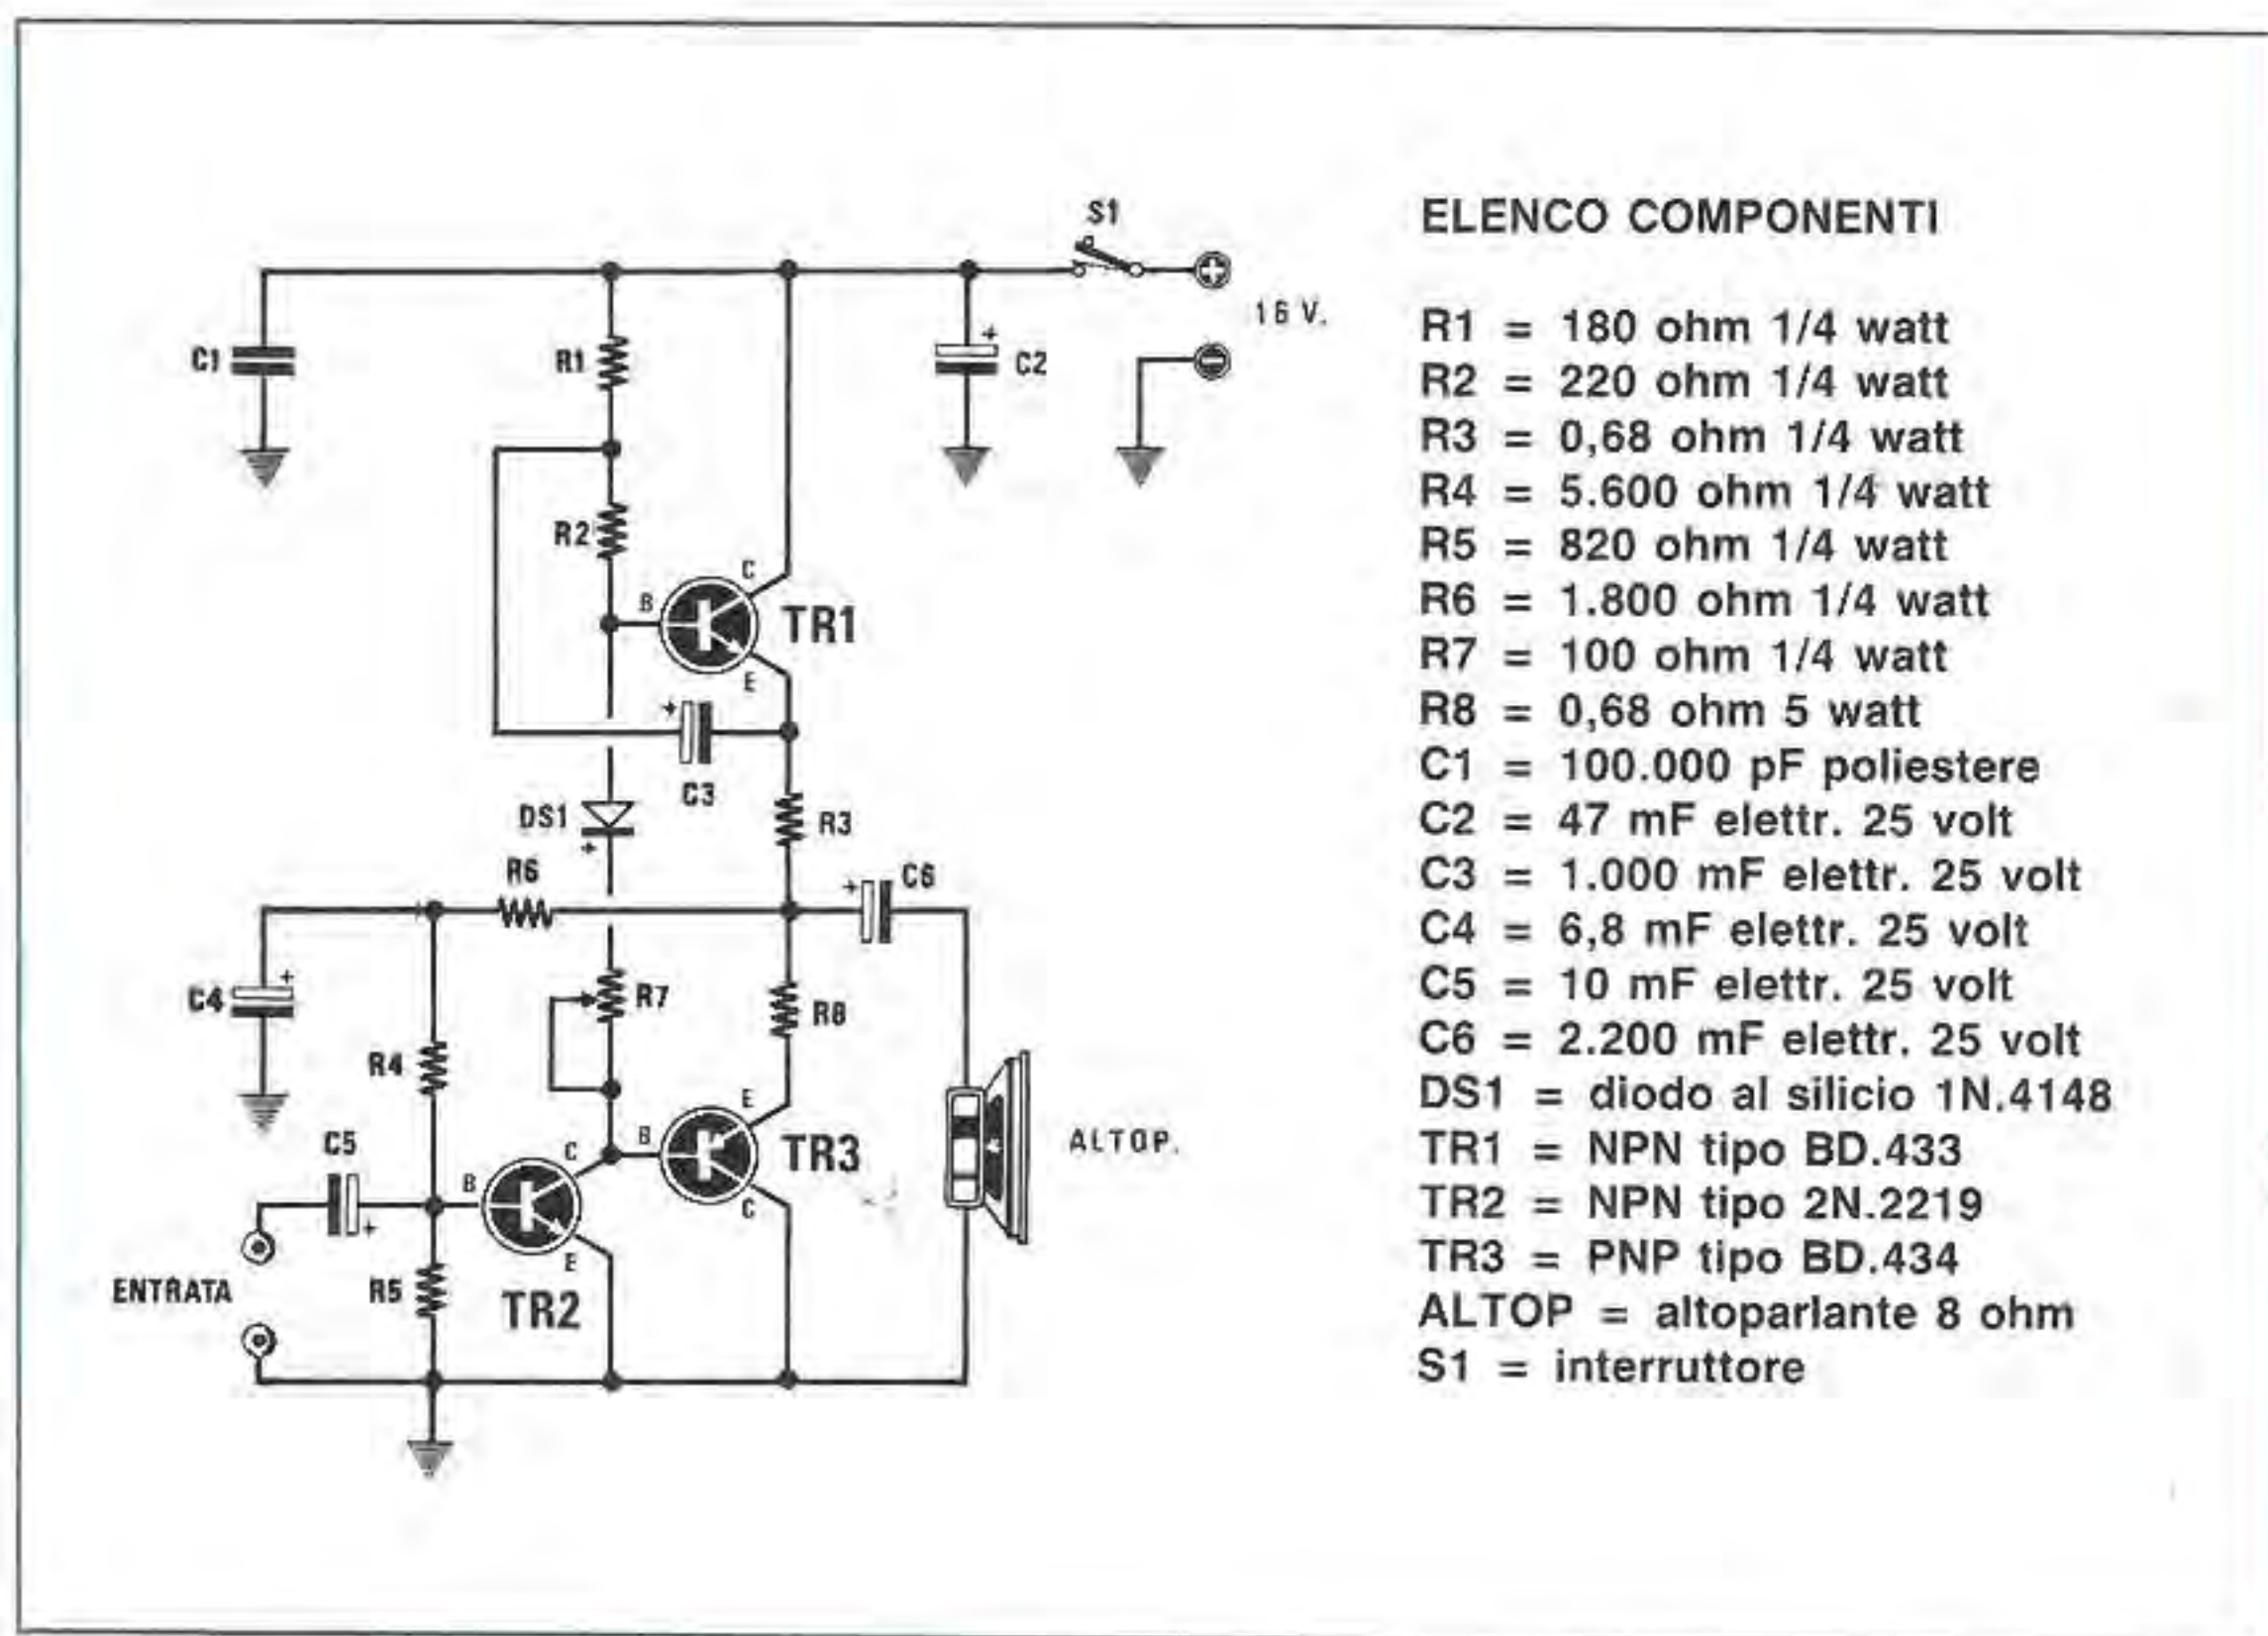 S1
16 V.
C1
R1
C2
R2
C
B
TR1
E
C3
DS1
R3
R6
C6
C4
R7
R8
R4
E
C5
C
B
TR3
ALTOP.
B
C
E
ENTRATA
R5
TR2
ELENCO COMPONENTI
R1 = 180 ohm 1/4 watt
R2 = 220 ohm 1/4 watt
R3 = 0,68 ohm 1/4 watt
R4 = 5.600 ohm 1/4 watt
R5 = 820 ohm 1/4 watt
R6 = 1.800 ohm 1/4 watt
R7 = 100 ohm 1/4 watt
R8 = 0,68 ohm 5 watt
C1 = 100.000 pF poliestere
C2 = 47 mF elettr. 25 volt
C3 = 1.000 mF elettr. 25 volt
C4 = 6,8 mF elettr. 25 volt
C5 = 10 mF elettr. 25 volt
C6 = 2.200 mF elettr. 25 volt
DS1 = diodo al silicio 1N.4148
TR1 = NPN tipo BD.433
TR2 = NPN tipo 2N.2219
TR3 = PNP tipo BD.434
ALTOP = altoparlante 8 ohm
S1 = interruttore